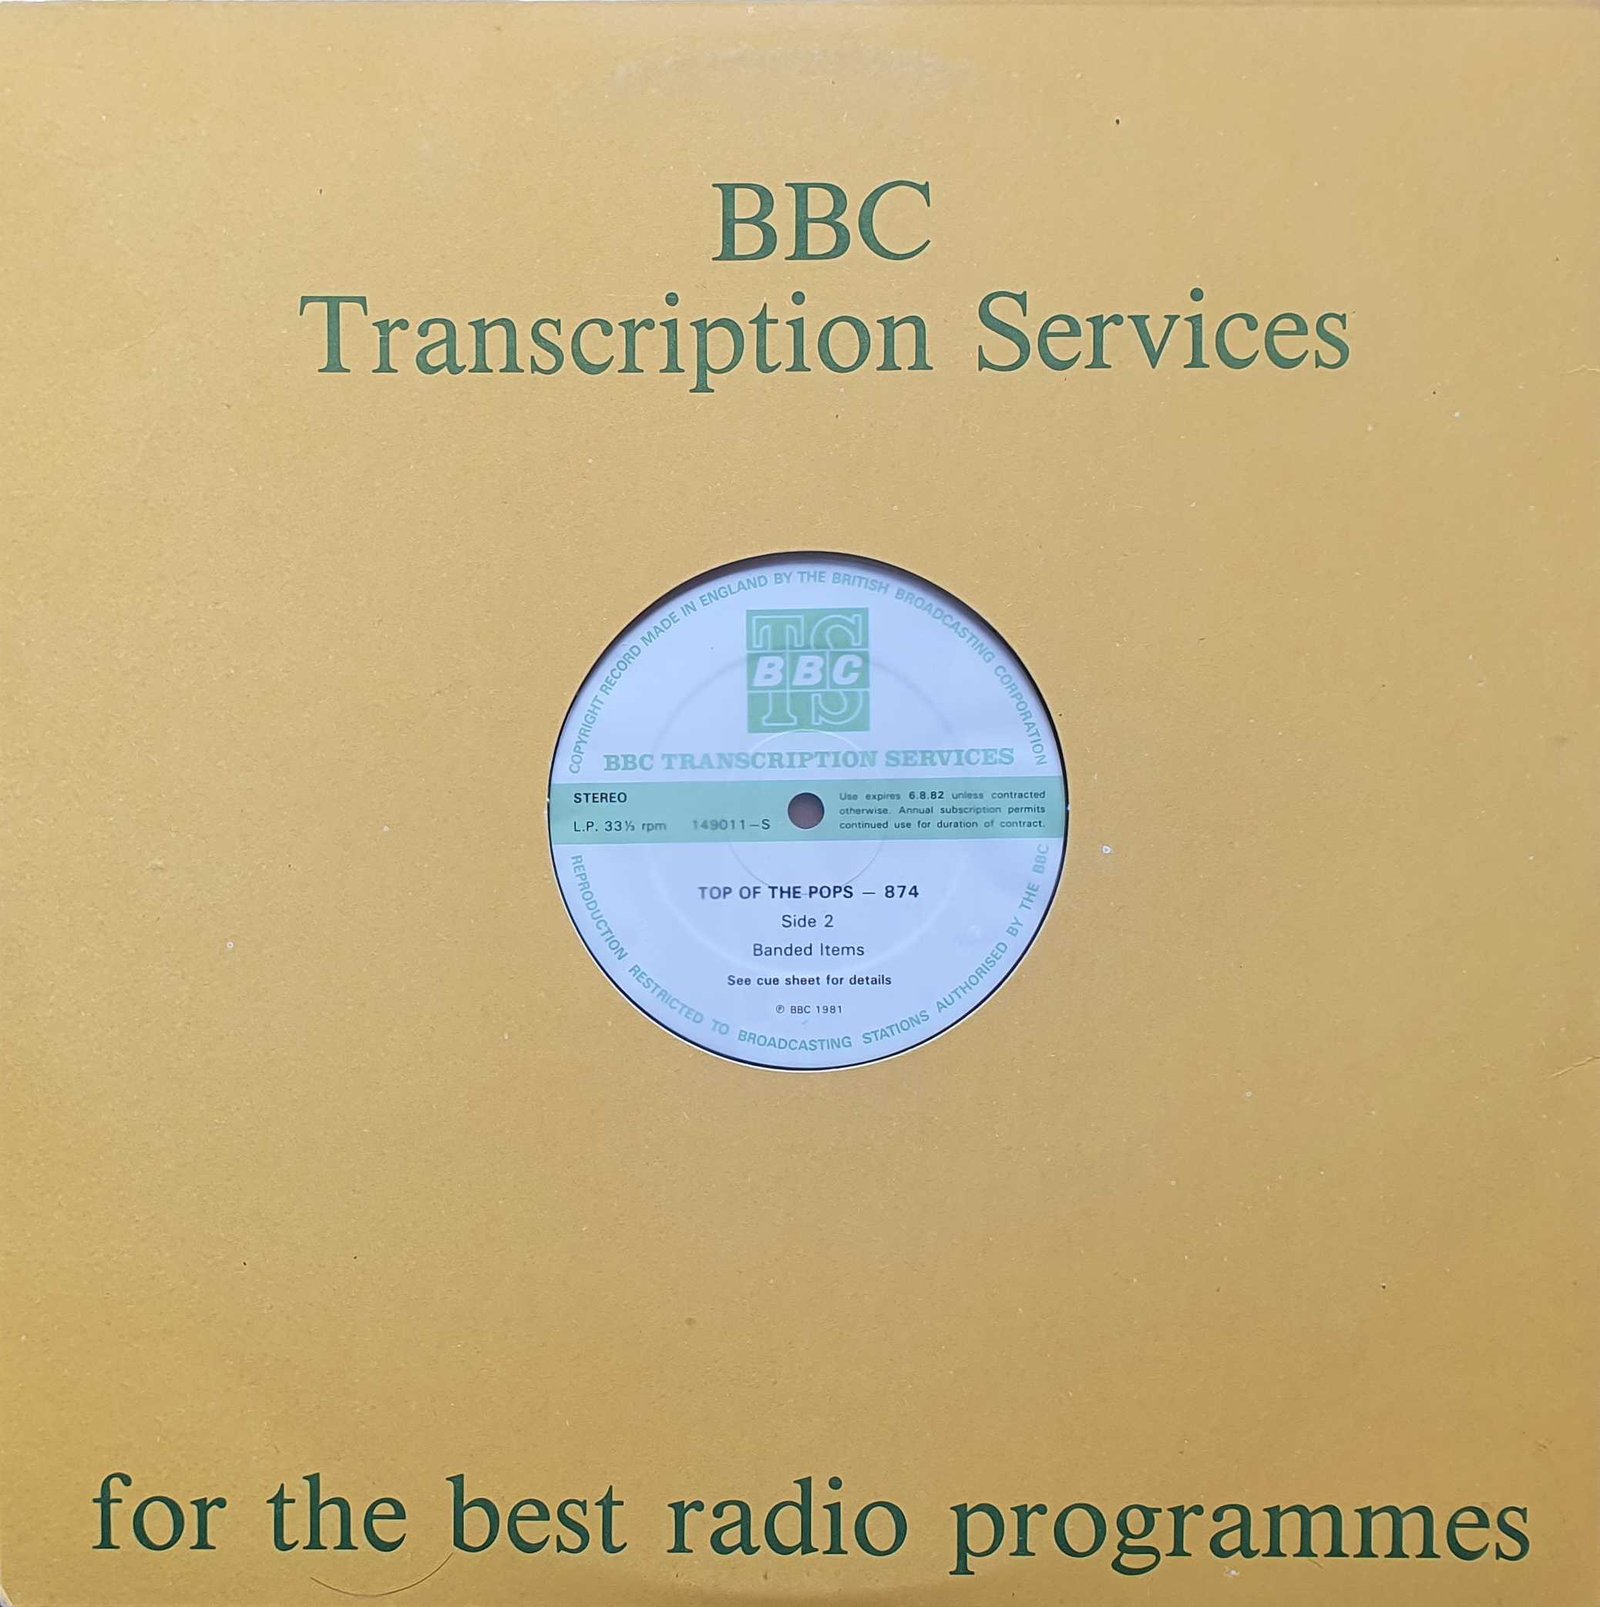 BBC
Transcription Services
COPYRIGHT RECORD MADE IN ENGLAND BY THE BRITISH BROADCASTING CORPORATION
TS
BBC
TS
BBC TRANSCRIPTION SERVICES
STEREO
L.P. 33⅓ rpm 149011-S
Use expires 6.8.82 unless contracted
otherwise. Annual subscription permits
continued use for duration of contract.
TOP OF THE POPS — 874
Side 2
Banded Items
See cue sheet for details
℗ BBC 1981
REPRODUCTION RESTRICTED TO BROADCASTING STATIONS AUTHORISED BY THE BBC
for the best radio programmes